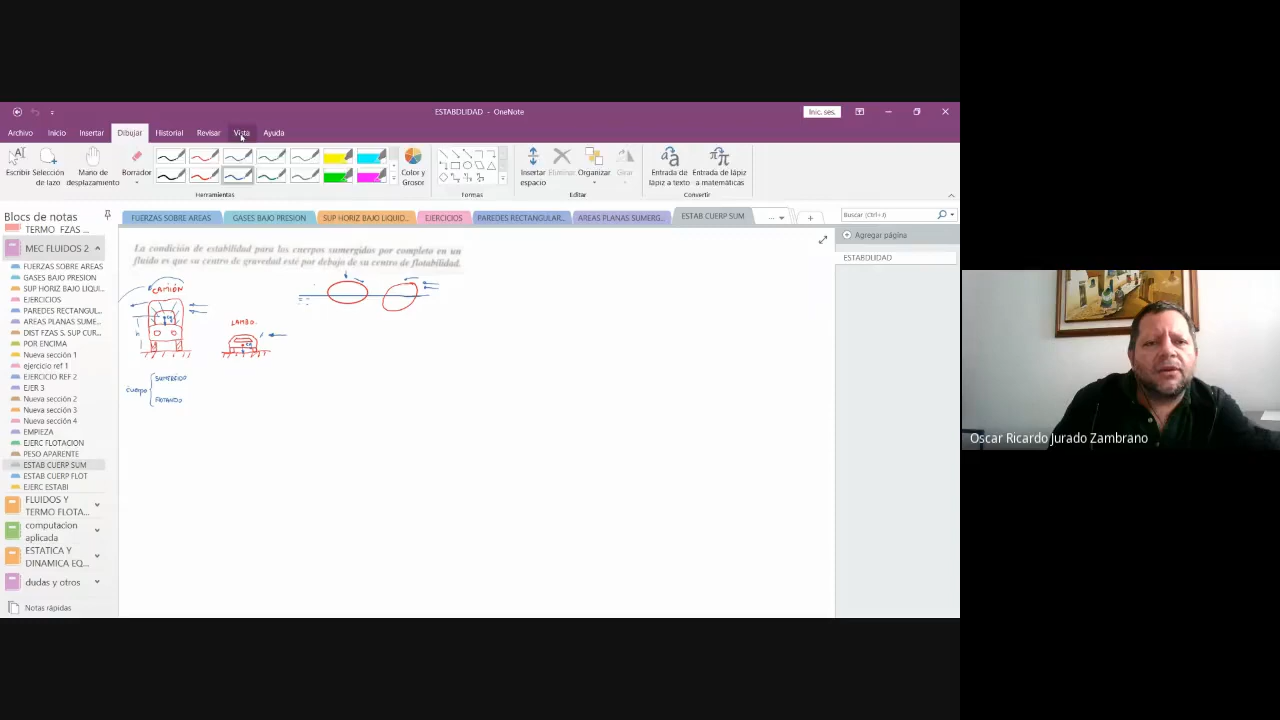 ESTABDLIDAD - OneNote
Inic. ses.
Archivo Inicio Insertar Dibujar Historial Revisar Vista Ayuda
Escribir Selección de lazo Mano de desplazamiento Borrador
Color y Grosor
Insertar espacio Eliminar Organizar Girar
Entrada de lápiz a texto Entrada de lápiz a matemáticas
Herramientas Formas Editar Convertir
Blocs de notas
FUERZAS SOBRE AREAS GASES BAJO PRESION SUP HORIZ BAJO LIQUID... EJERCICIOS PAREDES RECTANGULAR... AREAS PLANAS SUMERG... ESTAB CUERP SUM ...
Buscar (Ctrl+J)
Agregar página
ESTABDLIDAD
TERMO FZAS ...
MEC FLUIDOS 2
FUERZAS SOBRE AREAS
GASES BAJO PRESION
SUP HORIZ BAJO LIQUI...
EJERCICIOS
PAREDES RECTANGUL...
AREAS PLANAS SUME...
DIST FZAS S. SUP CUR...
POR ENCIMA
Nueva sección 1
ejercicio ref 1
EJERCICIO REF 2
EJER 3
Nueva sección 2
Nueva sección 3
Nueva sección 4
EMPIEZA
EJERC FLOTACION
PESO APARENTE
ESTAB CUERP SUM
ESTAB CUERP FLOT
EJERC ESTABI
FLUIDOS Y
TERMO FLOTA...
computacion
aplicada
ESTATICA Y
DINAMICA EQ...
dudas y otros
Notas rápidas
La condición de estabilidad para los cuerpos sumergidos por completo en un
fluido es que su centro de gravedad esté por debajo de su centro de flotabilidad.
CAMIÓN
h
LAMBO.
cuerpo
SUMERGIDO
FLOTANDO
Oscar Ricardo Jurado Zambrano